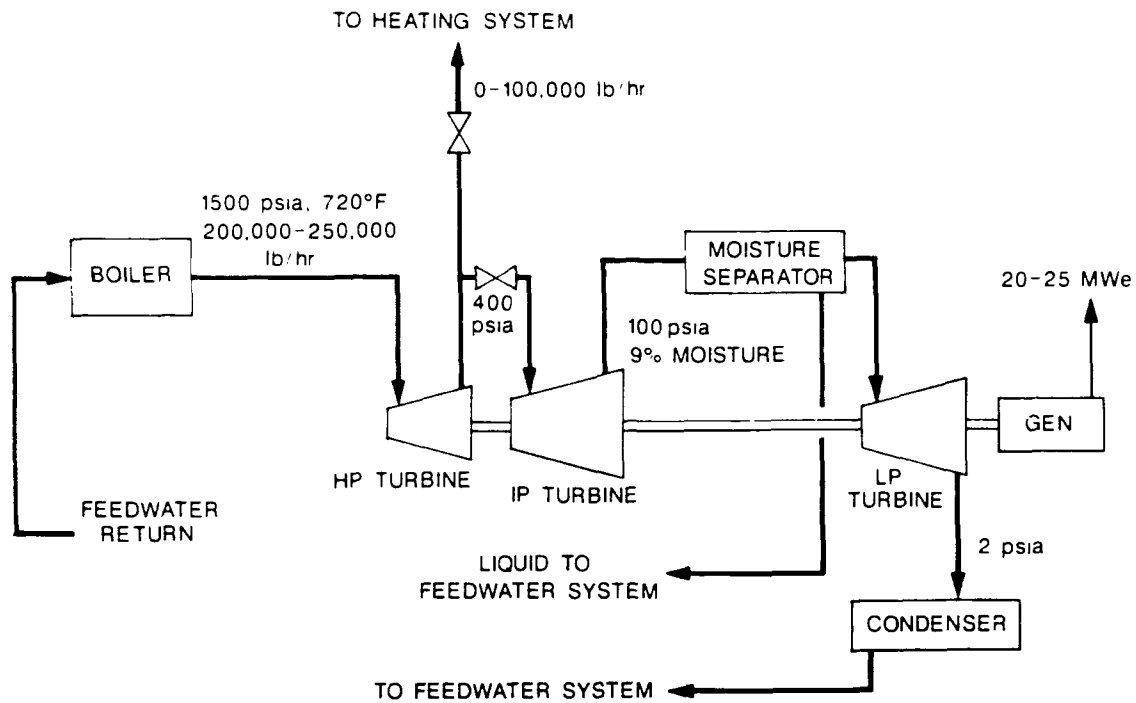 TO HEATING SYSTEM
0-100,000 lb/hr
1500 psia, 720°F
200,000-250,000
lb/hr
BOILER
MOISTURE
SEPARATOR
20-25 MWe
400
psia
100 psia
9% MOISTURE
GEN
HP TURBINE
IP TURBINE
LP
TURBINE
FEEDWATER
RETURN
2 psia
LIQUID TO
FEEDWATER SYSTEM
CONDENSER
TO FEEDWATER SYSTEM